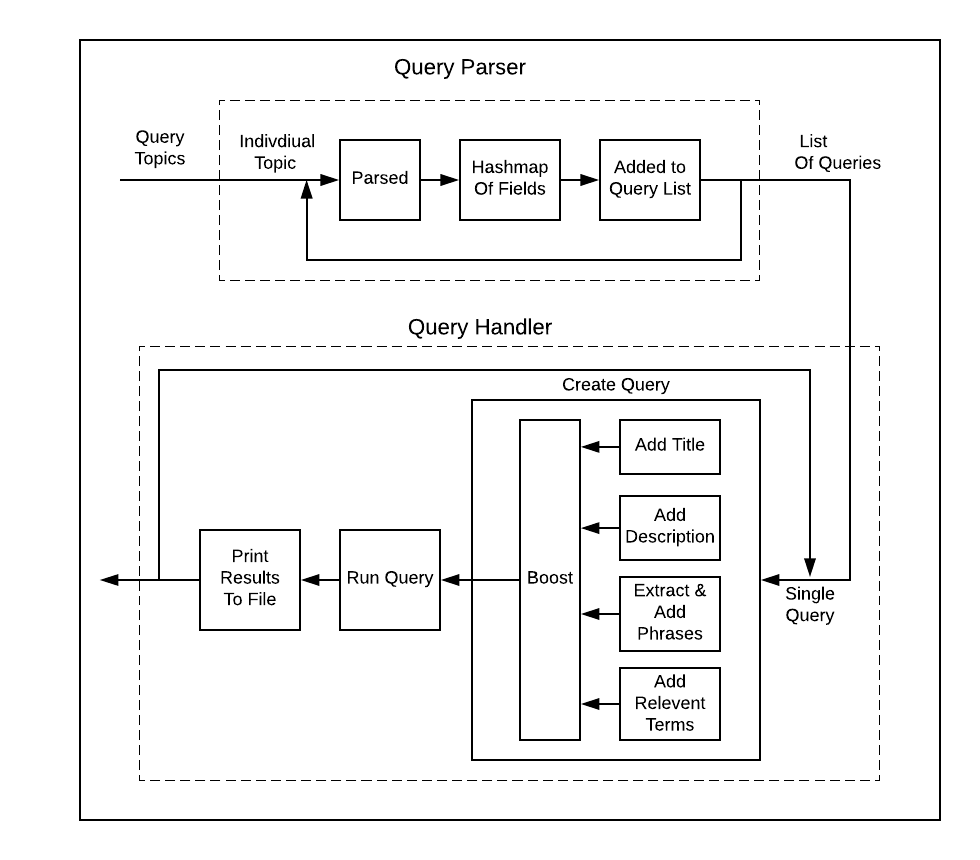 Query Parser
Query
Topics
Indivdiual
Topic
Parsed
Hashmap
Of Fields
Added to
Query List
List
Of Queries
Query Handler
Create Query
Add Title
Add
Description
Extract &
Add
Phrases
Add
Relevent
Terms
Boost
Run Query
Print
Results
To File
Single
Query